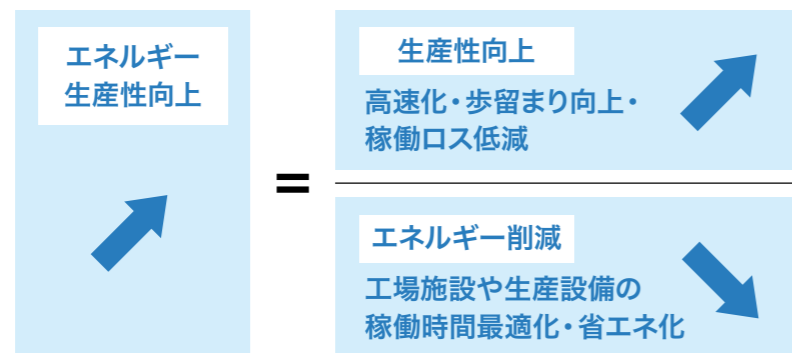 エネルギー
生産性向上
=
生産性向上
高速化・歩留まり向上・
稼働ロス低減
エネルギー削減
工場施設や生産設備の
稼働時間最適化・省エネ化